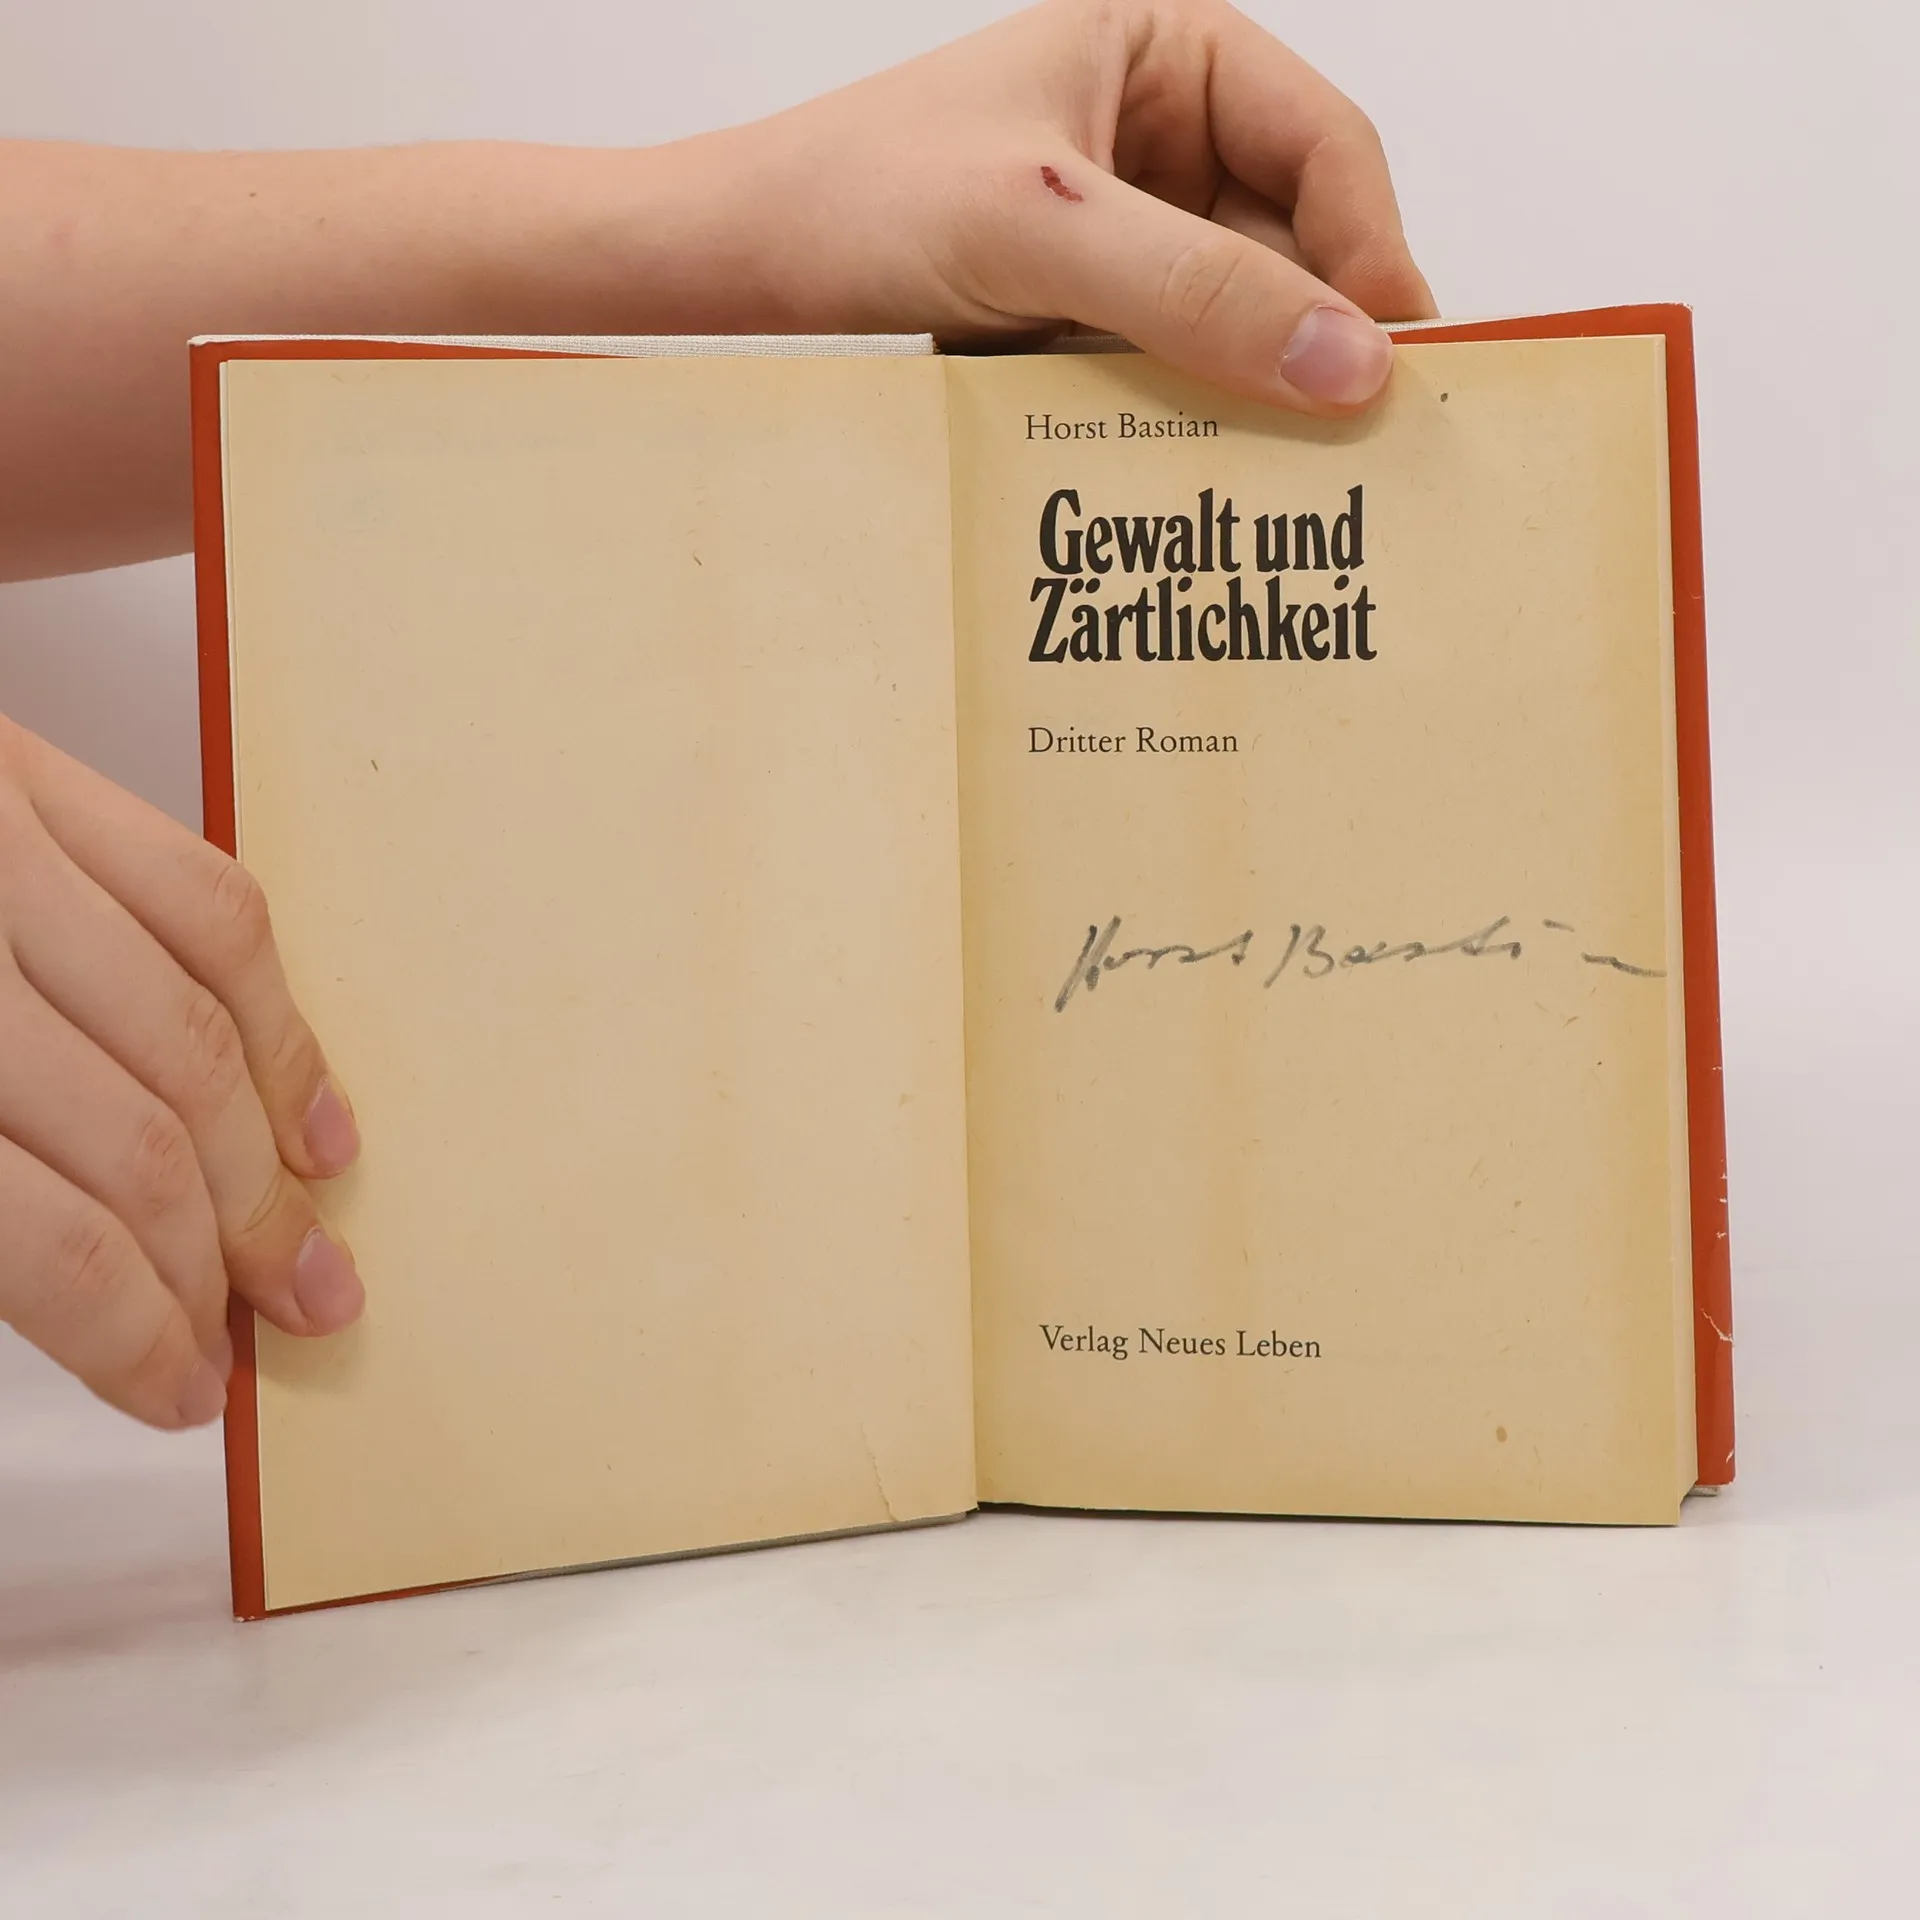 Horst Bastian
Gewalt und
Zärtlichkeit
Dritter Roman
Horst Bastian
Verlag Neues Leben